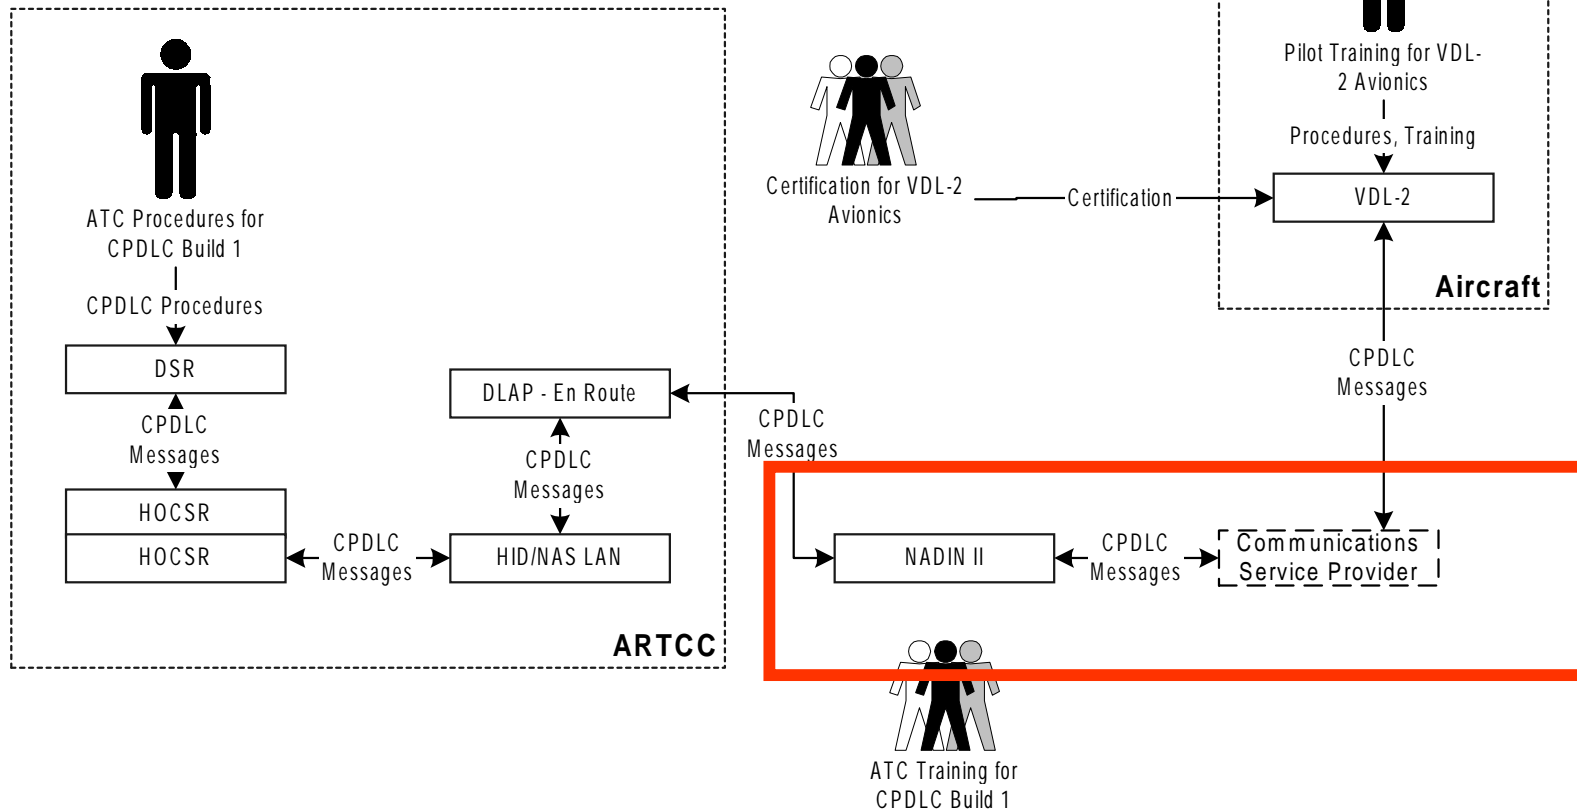 ATC Procedures for
CPDLC Build 1
CPDLC Procedures
DSR
CPDLC
Messages
HOCSR
HOCSR
CPDLC
Messages
DLAP - En Route
CPDLC
Messages
HID/NAS LAN
ARTCC
CPDLC
Messages
Certification for VDL-2
Avionics
Certification
Pilot Training for VDL-
2 Avionics
Procedures, Training
VDL-2
Aircraft
CPDLC
Messages
NADIN II
CPDLC
Messages
Communications
Service Provider
ATC Training for
CPDLC Build 1